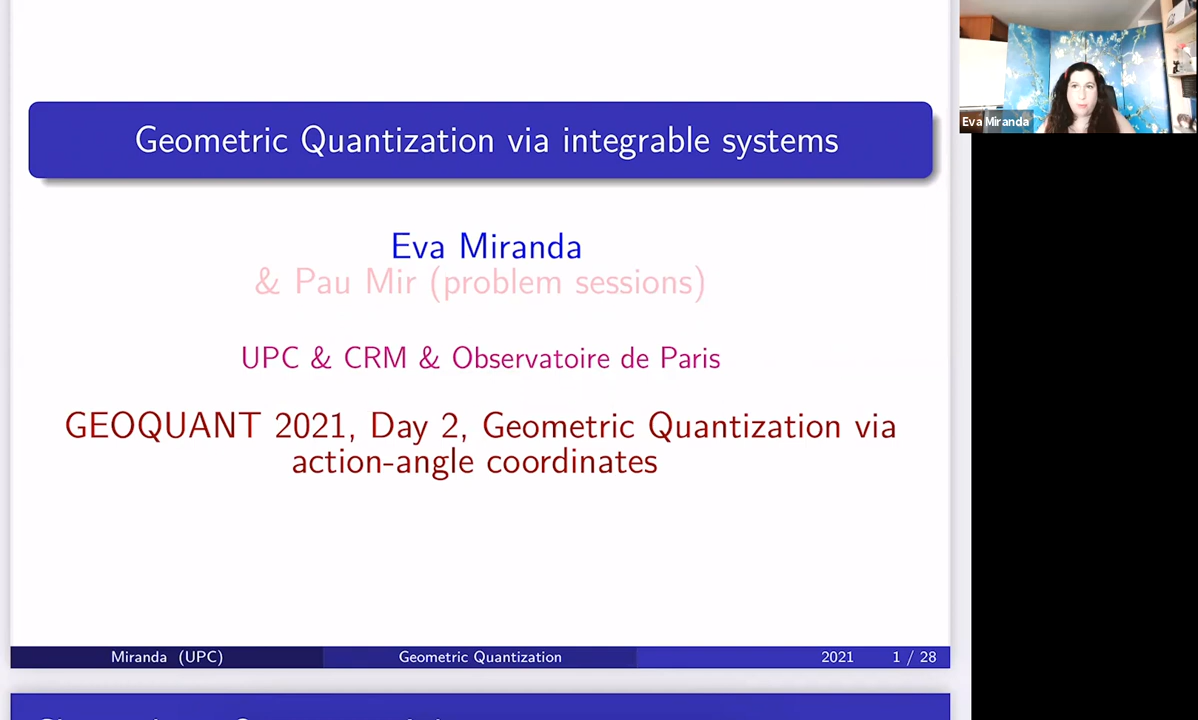 Geometric Quantization via integrable systems
Eva Miranda
& Pau Mir (problem sessions)
UPC & CRM & Observatoire de Paris
GEOQUANT 2021, Day 2, Geometric Quantization via
action-angle coordinates
Miranda (UPC)
Geometric Quantization
2021
1 / 28
Eva Miranda